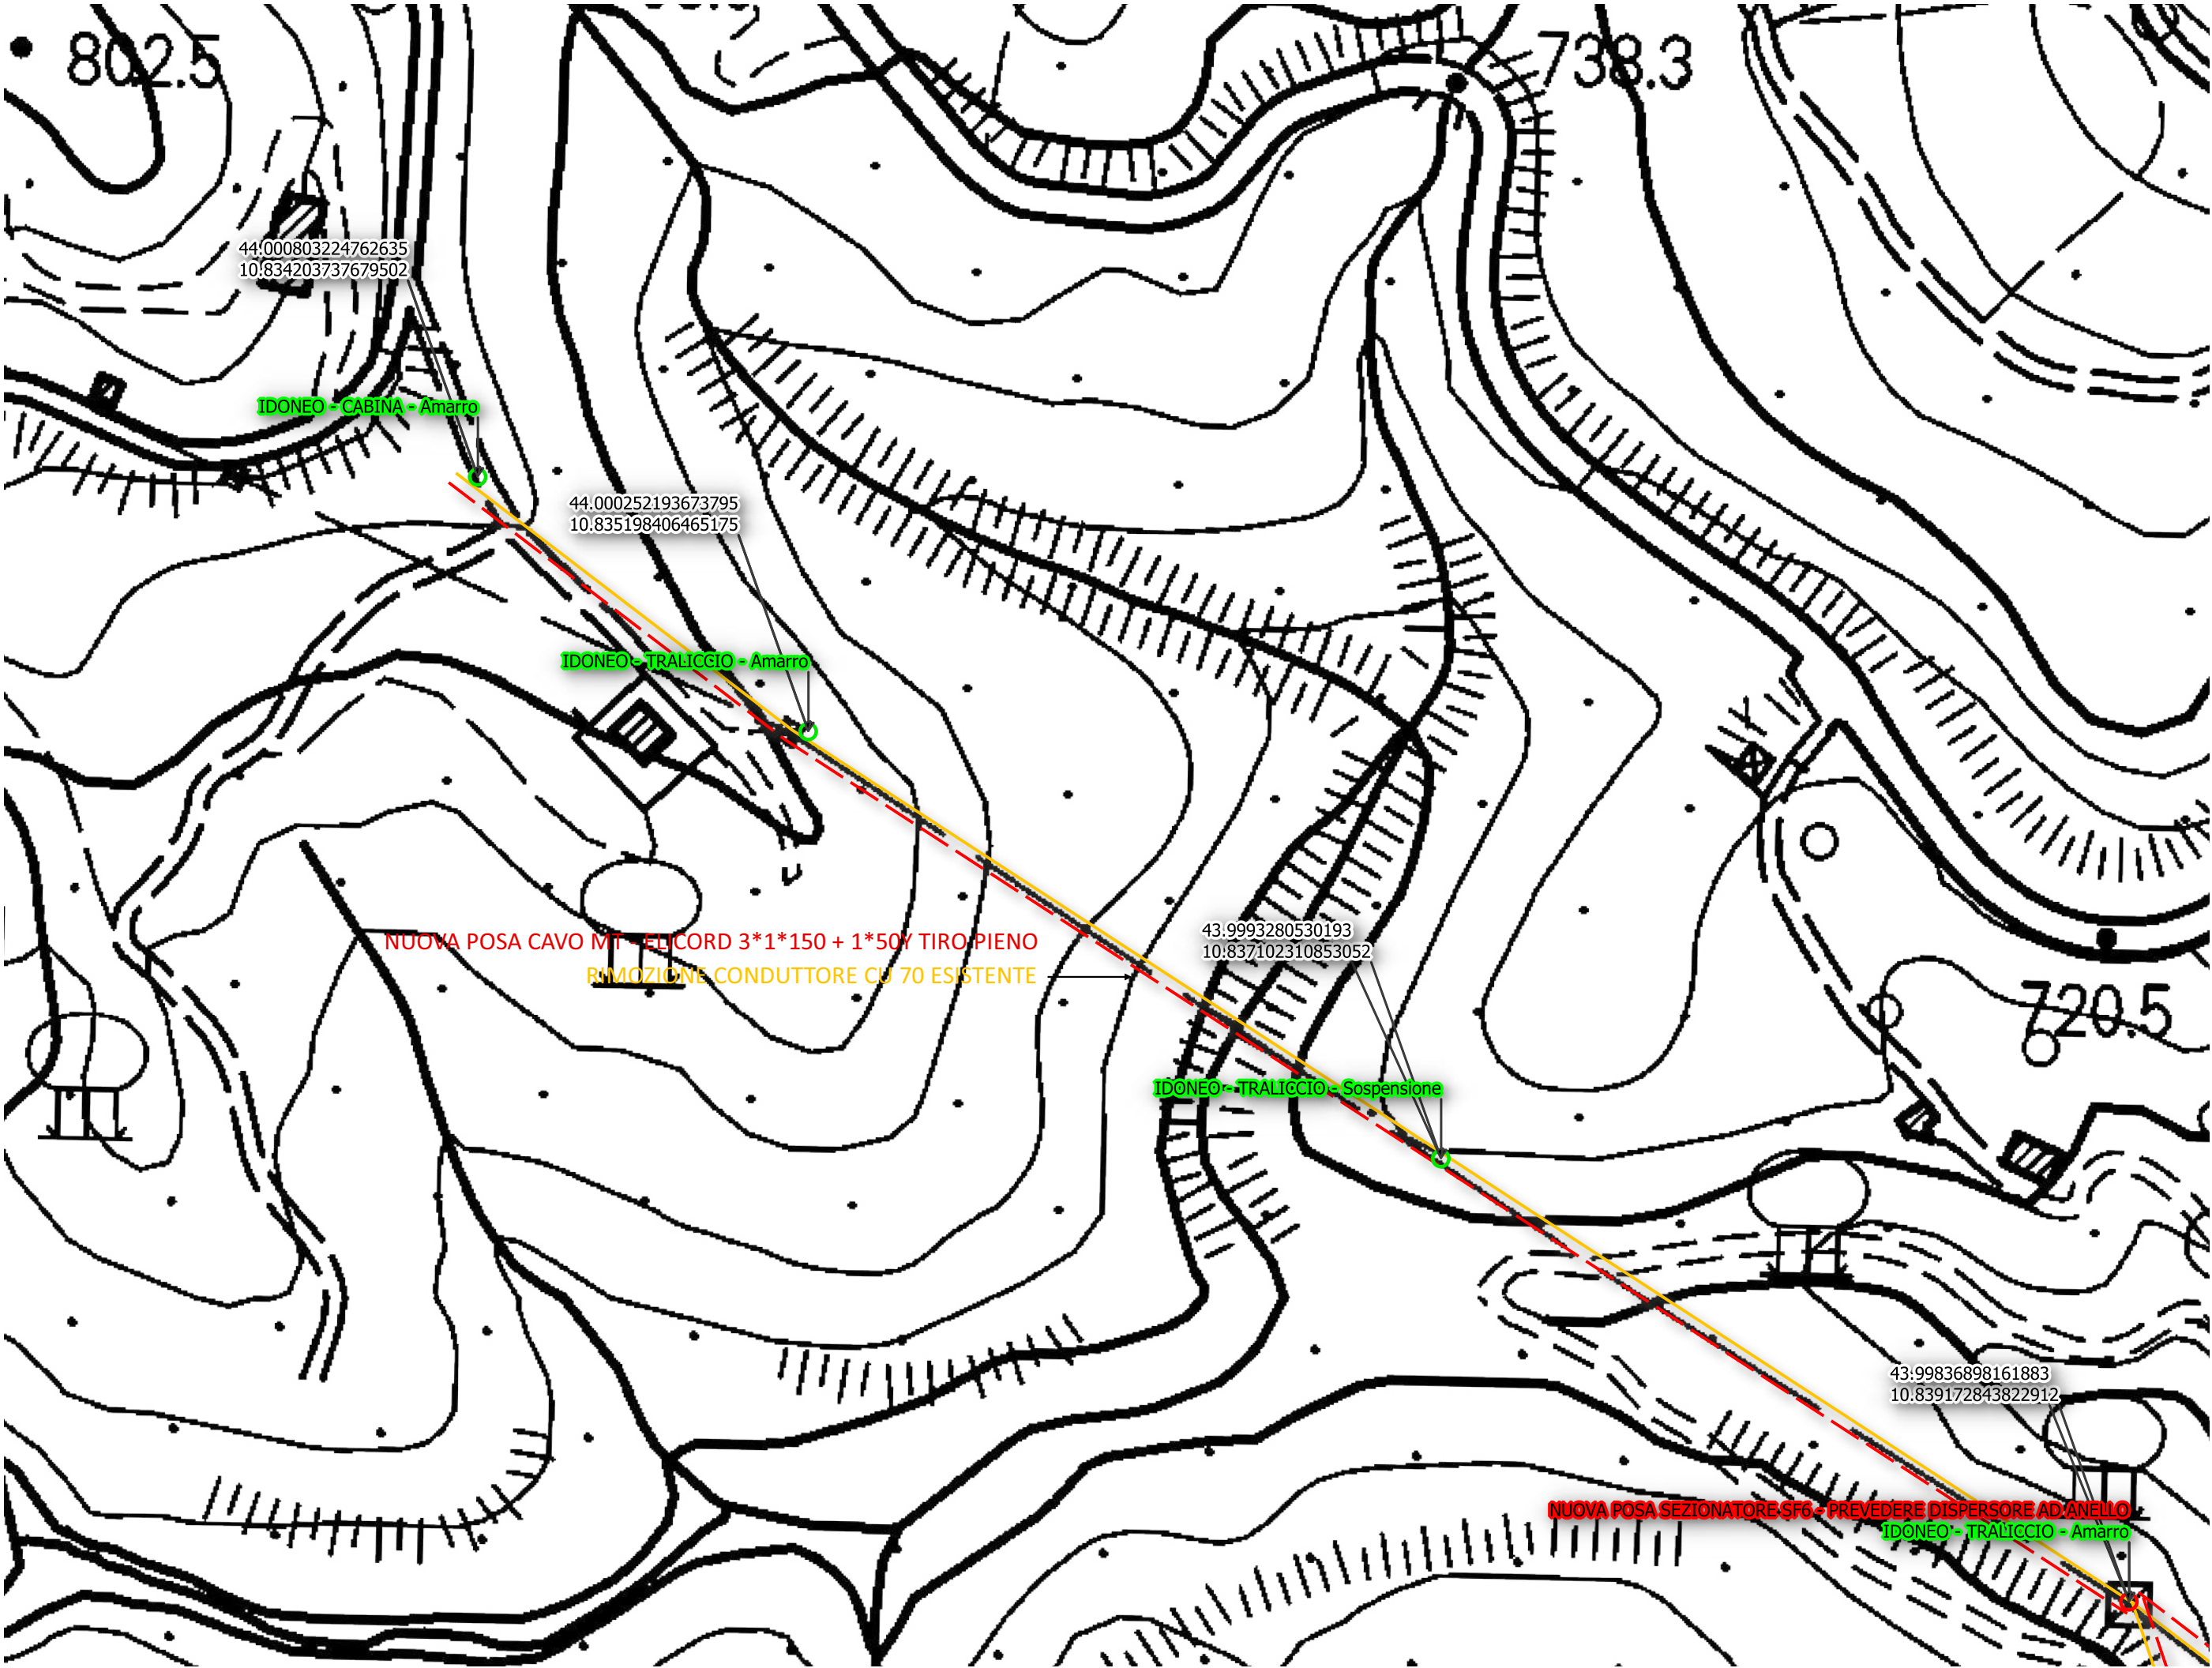 802.5
738.3
44.000803224762635
10.834203737679502
IDONEO - CABINA - Amarro
44.000252193673795
10.835198406465175
IDONEO - TRALICCIO - Amarro
NUOVA POSA CAVO MT - ELICORD 3*1*150 + 1*50Y TIRO PIENO
RIMOZIONE CONDUTTORE CU 70 ESISTENTE
43.9993280530193
10.837102310853052
720.5
IDONEO - TRALICCIO - Sospensione
43.99836898161883
10.839172843822912
NUOVA POSA SEZIONATORE SF6 - PREVEDERE DISPERSORE AD ANELLO
IDONEO - TRALICCIO - Amarro